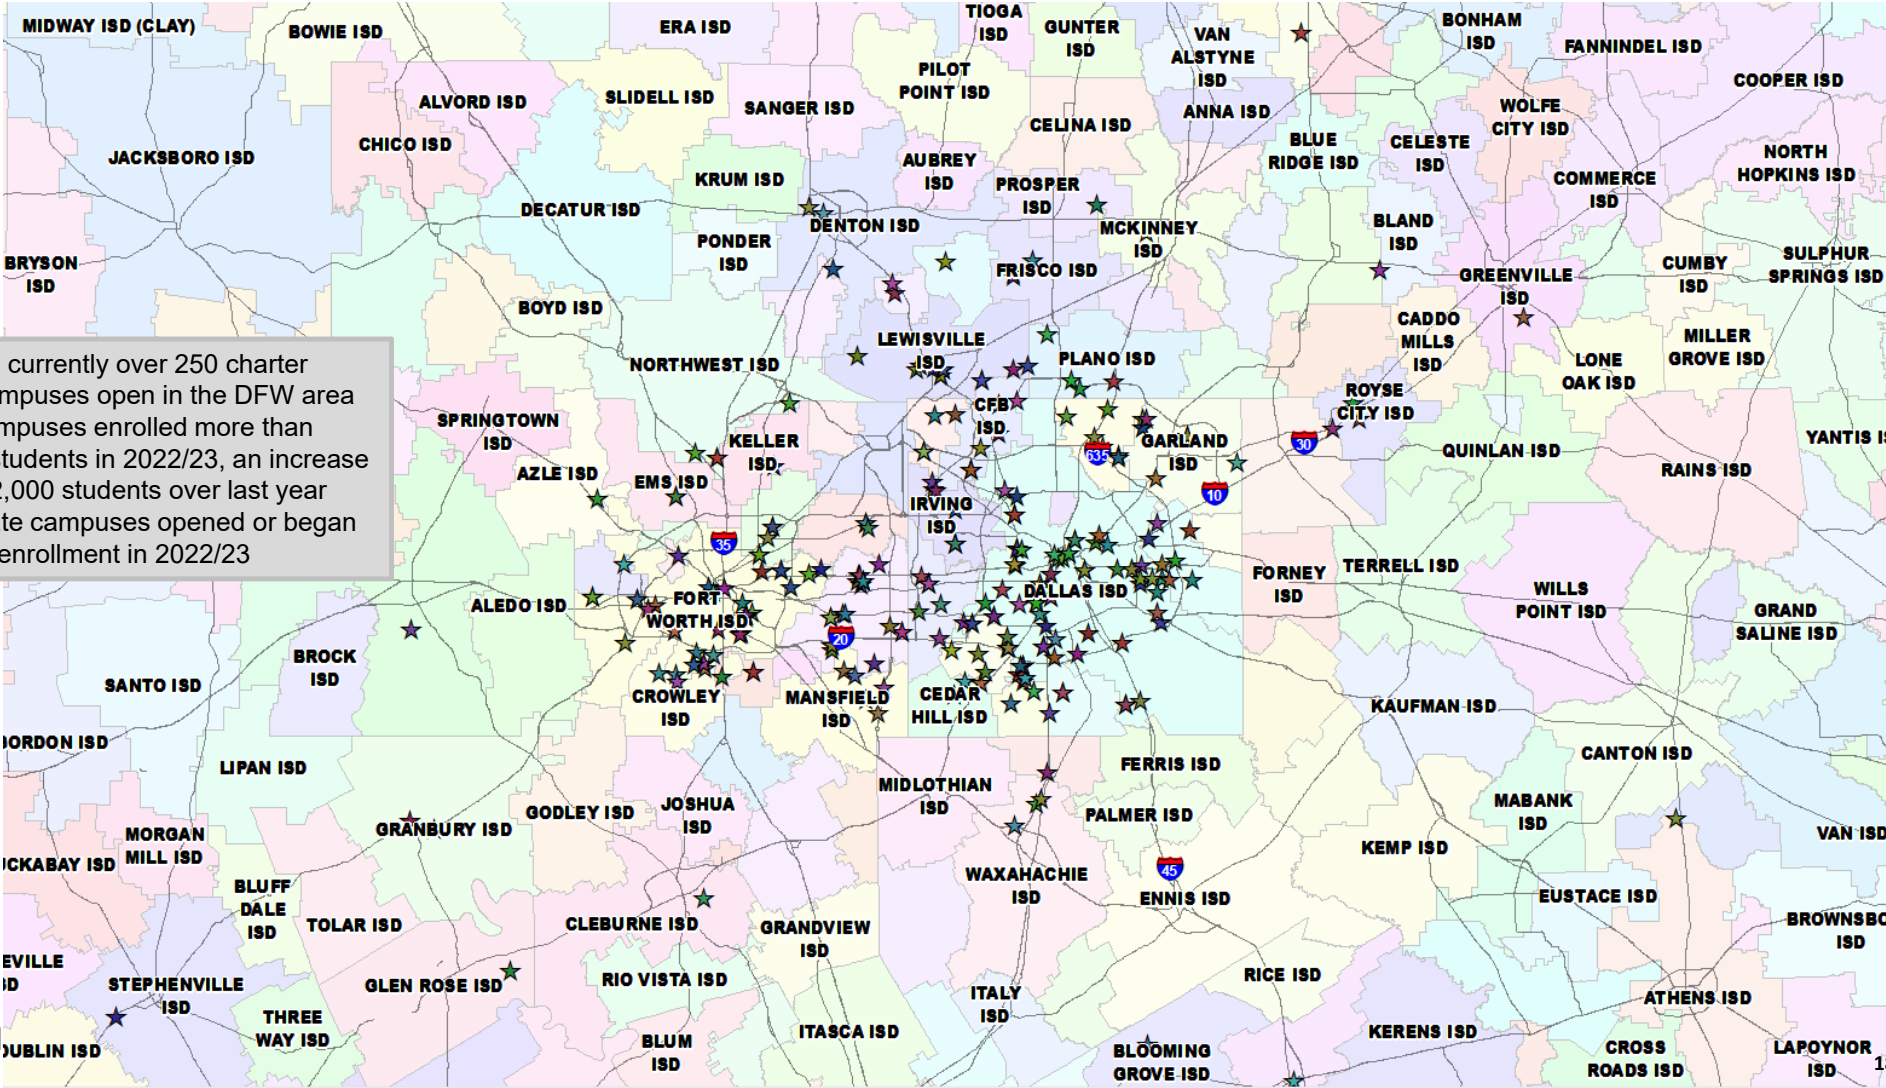 MIDWAY ISD (CLAY)
BOWIE ISD
ERA ISD
TIOGA
ISD
GUNTER
ISD
VAN
ALSTYNE
ISD
BONHAM
ISD
FANNINDEL ISD
COOPER ISD
ALVORD ISD
SLIDELL ISD
SANGER ISD
PILOT
POINT ISD
CELINA ISD
ANNA ISD
WOLFE
CITY ISD
CHICO ISD
JACKSBORO ISD
KRUM ISD
AUBREY
ISD
PROSPER
ISD
BLUE
RIDGE ISD
CELESTE
ISD
COMMERCE
ISD
NORTH
HOPKINS ISD
DECATUR ISD
DENTON ISD
PONDER
ISD
MCKINNEY
ISD
BLAND
ISD
BRYSON
ISD
FRISCO ISD
GREENVILLE
ISD
CUMBY
ISD
SULPHUR
SPRINGS ISD
BOYD ISD
LEWISVILLE
ISD
CADDO
MILLS
ISD
MILLER
GROVE ISD
LONE
OAK ISD
NORTHWEST ISD
PLANO ISD
currently over 250 charter
mpuses open in the DFW area
mpuses enrolled more than
tudents in 2022/23, an increase
2,000 students over last year
te campuses opened or began
enrollment in 2022/23
ROYSE
CITY ISD
SPRINGTOWN
ISD
CFB
ISD
KELLER
ISD
635
GARLAND
ISD
30
QUINLAN ISD
YANTIS IS
RAINS ISD
AZLE ISD
EMS ISD
10
IRVING
ISD
35
FORNEY
ISD
TERRELL ISD
WILLS
POINT ISD
ALEDO ISD
FORT
WORTH ISD
DALLAS ISD
GRAND
SALINE ISD
20
BROCK
ISD
SANTO ISD
CROWLEY
ISD
MANSFIELD
ISD
CEDAR
HILL ISD
KAUFMAN ISD
GORDON ISD
LIPAN ISD
FERRIS ISD
CANTON ISD
MIDLOTHIAN
ISD
MORGAN
MILL ISD
GRANBURY ISD
GODLEY ISD
JOSHUA
ISD
PALMER ISD
MABANK
ISD
VAN ISD
UCKABAY ISD
KEMP ISD
BLUFF
DALE
ISD
WAXAHACHIE
ISD
45
ENNIS ISD
EUSTACE ISD
TOLAR ISD
CLEBURNE ISD
GRANDVIEW
ISD
BROWNSBO
ISD
EVILLE
SD
STEPHENVILLE
ISD
GLEN ROSE ISD
RIO VISTA ISD
RICE ISD
ITALY
ISD
ATHENS ISD
THREE
WAY ISD
ITASCA ISD
KERENS ISD
DUBLIN ISD
BLUM
ISD
BLOOMING
GROVE ISD
CROSS
ROADS ISD
LAPOYNOR
ISD